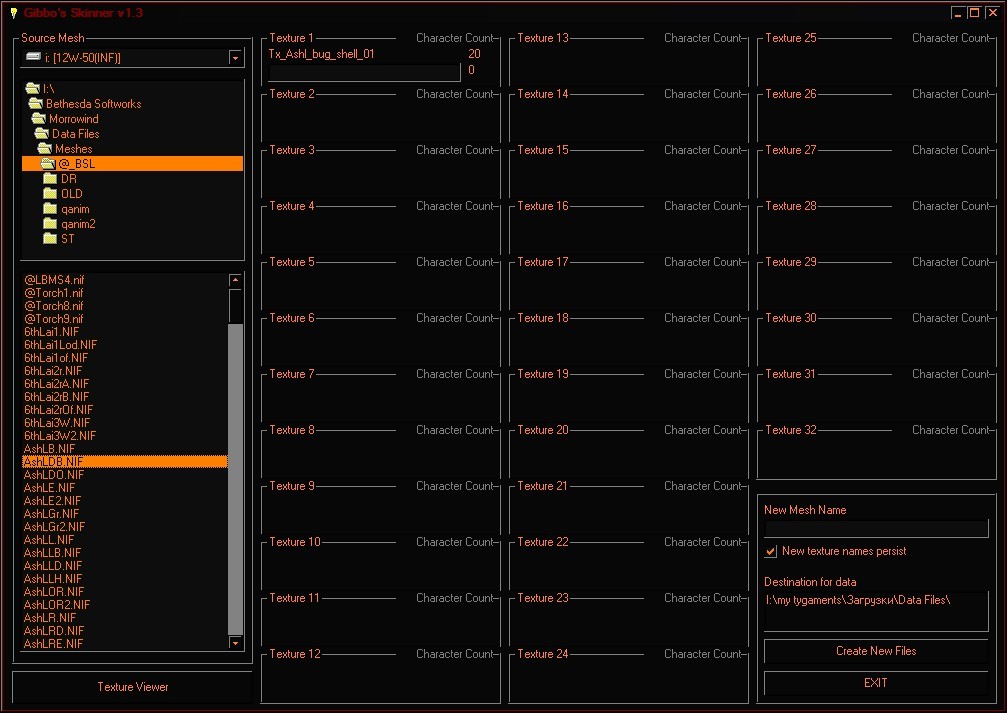 Gibbo's Skinner v1.3
Source Mesh
i: [12W-50(INF)]
I:\
Bethesda Softworks
Morrowind
Data Files
Meshes
@_BSL
DR
OLD
qanim
qanim2
ST
@LBMS4.nif
@Torch1.nif
@Torch8.nif
@Torch9.nif
6thLai1.NIF
6thLai1Lod.NIF
6thLai1of.NIF
6thLai2r.NIF
6thLai2rA.NIF
6thLai2rB.NIF
6thLai2rOf.NIF
6thLai3W.NIF
6thLai3W2.NIF
AshLB.NIF
AshLDB.NIF
AshLDO.NIF
AshLE.NIF
AshLE2.NIF
AshLGr.NIF
AshLGr2.NIF
AshLL.NIF
AshLLB.NIF
AshLLD.NIF
AshLLH.NIF
AshLOR.NIF
AshLOR2.NIF
AshLR.NIF
AshLRD.NIF
AshLRE.NIF
Texture Viewer
Texture 1 Character Count
Tx_Ashl_bug_shell_01 20
0
Texture 2 Character Count
Texture 3 Character Count
Texture 4 Character Count
Texture 5 Character Count
Texture 6 Character Count
Texture 7 Character Count
Texture 8 Character Count
Texture 9 Character Count
Texture 10 Character Count
Texture 11 Character Count
Texture 12 Character Count
Texture 13 Character Count
Texture 14 Character Count
Texture 15 Character Count
Texture 16 Character Count
Texture 17 Character Count
Texture 18 Character Count
Texture 19 Character Count
Texture 20 Character Count
Texture 21 Character Count
Texture 22 Character Count
Texture 23 Character Count
Texture 24 Character Count
Texture 25 Character Count
Texture 26 Character Count
Texture 27 Character Count
Texture 28 Character Count
Texture 29 Character Count
Texture 30 Character Count
Texture 31 Character Count
Texture 32 Character Count
New Mesh Name
New texture names persist
Destination for data
I:\my tygaments\Загрузки\Data Files\
Create New Files
EXIT